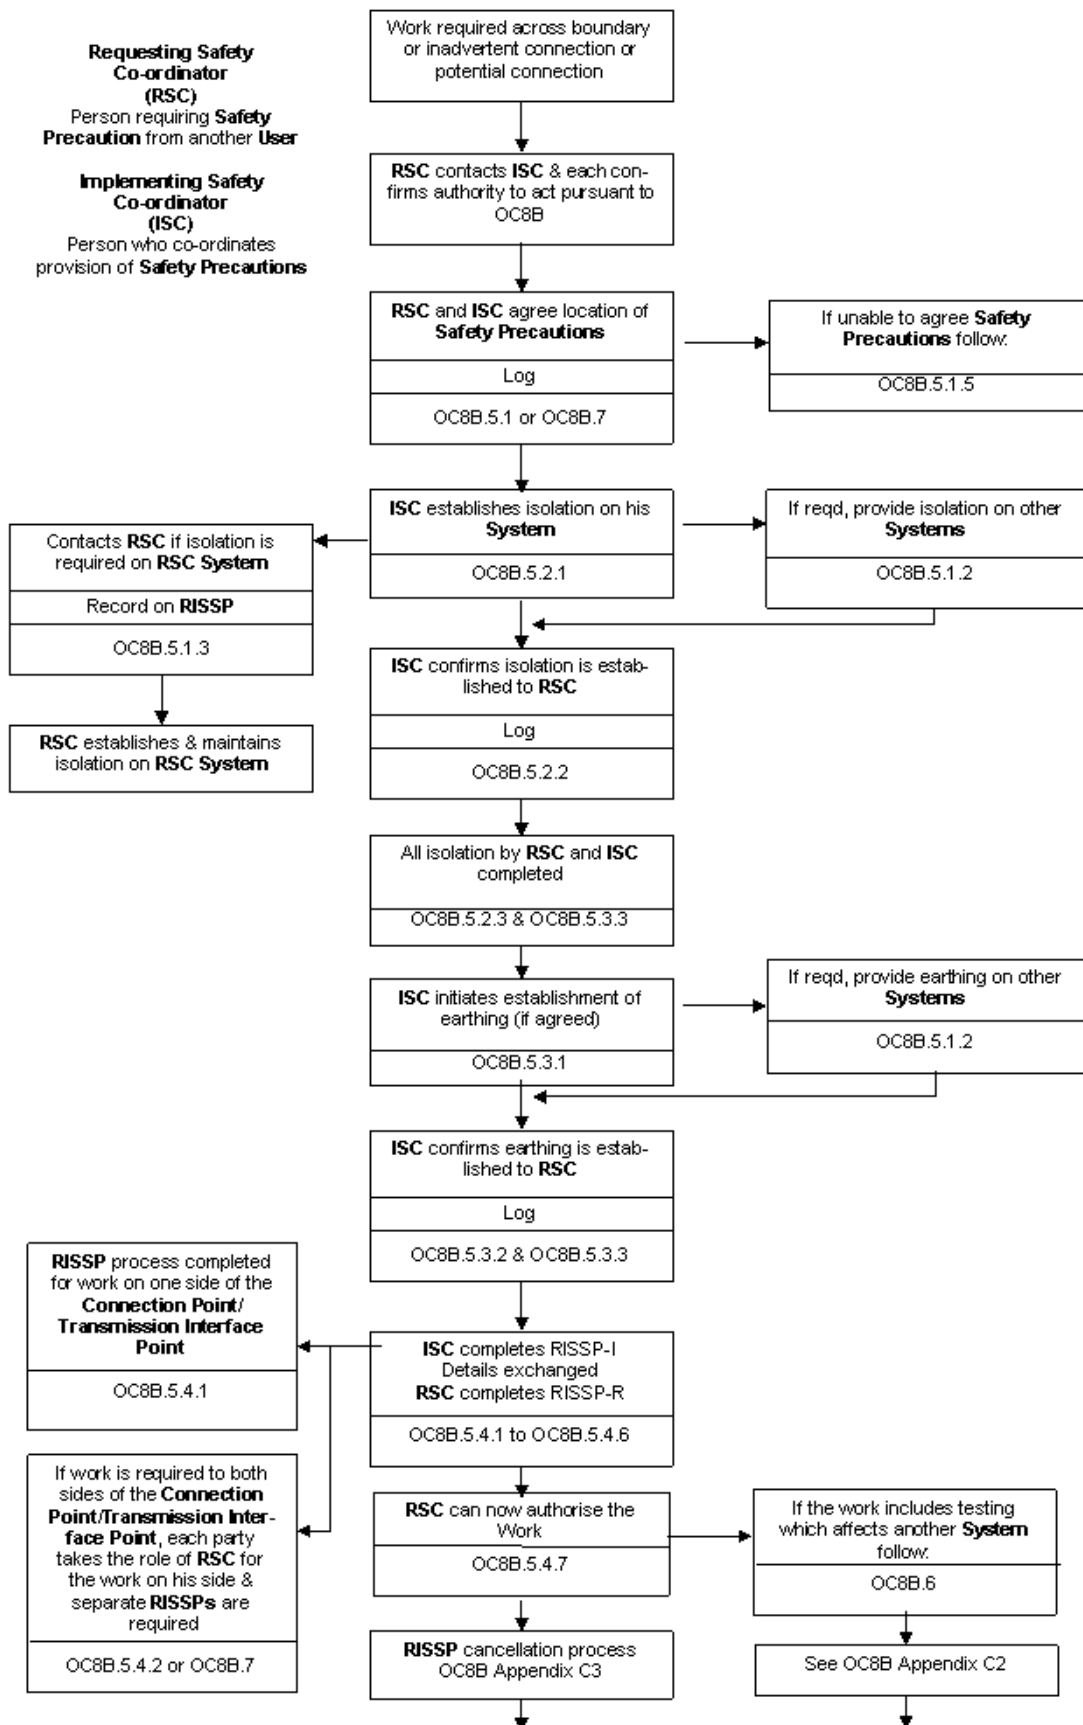 Requesting Safety
Co-ordinator
(RSC)
Person requiring Safety
Precaution from another User
Implementing Safety
Co-ordinator
(ISC)
Person who co-ordinates
provision of Safety Precautions
Work required across boundary
or inadvertent connection or
potential connection
RSC contacts ISC & each con-
firms authority to act pursuant to
OC8B
RSC and ISC agree location of
Safety Precautions
Log
OC8B.5.1 or OC8B.7
If unable to agree Safety
Precautions follow:
OC8B.5.1.5
ISC establishes isolation on his
System
OC8B.5.2.1
If reqd, provide isolation on other
Systems
OC8B.5.1.2
Contacts RSC if isolation is
required on RSC System
Record on RISSP
OC8B.5.1.3
RSC establishes & maintains
isolation on RSC System
ISC confirms isolation is estab-
lished to RSC
Log
OC8B.5.2.2
All isolation by RSC and ISC
completed
OC8B.5.2.3 & OC8B.5.3.3
ISC initiates establishment of
earthing (if agreed)
OC8B.5.3.1
If reqd, provide earthing on other
Systems
OC8B.5.1.2
ISC confirms earthing is estab-
lished to RSC
Log
OC8B.5.3.2 & OC8B.5.3.3
RISSP process completed
for work on one side of the
Connection Point/
Transmission Interface
Point
OC8B.5.4.1
ISC completes RISSP-I
Details exchanged
RSC completes RISSP-R
OC8B.5.4.1 to OC8B.5.4.6
If work is required to both
sides of the Connection
Point/Transmission Inter-
face Point, each party
takes the role of RSC for
the work on his side &
separate RISSPs are
required
OC8B.5.4.2 or OC8B.7
RSC can now authorise the
Work
OC8B.5.4.7
If the work includes testing
which affects another System
follow:
OC8B.6
RISSP cancellation process
OC8B Appendix C3
See OC8B Appendix C2